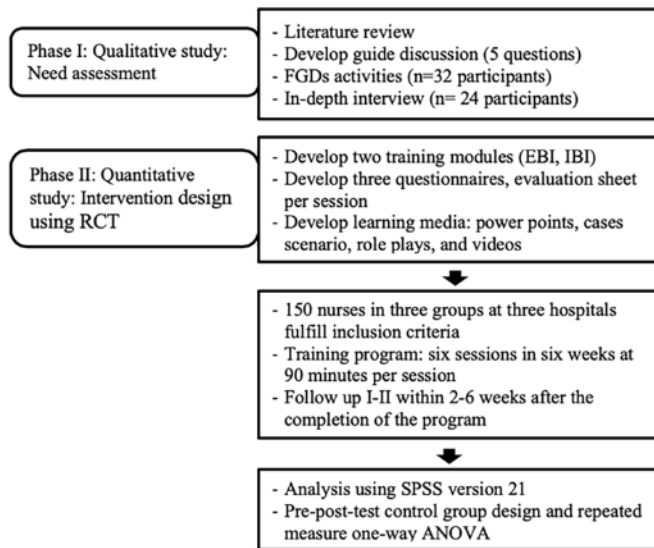 Phase I: Qualitative study:
Need assessment
- Literature review
- Develop guide discussion (5 questions)
- FGDs activities (n=32 participants)
- In-depth interview (n= 24 participants)
Phase II: Quantitative
study: Intervention design
using RCT
- Develop two training modules (EBI, IBI)
- Develop three questionnaires, evaluation sheet
per session
- Develop learning media: power points, cases
scenario, role plays, and videos
- 150 nurses in three groups at three hospitals
fulfill inclusion criteria
- Training program: six sessions in six weeks at
90 minutes per session
- Follow up I-II within 2-6 weeks after the
completion of the program
- Analysis using SPSS version 21
- Pre-post-test control group design and repeated
measure one-way ANOVA